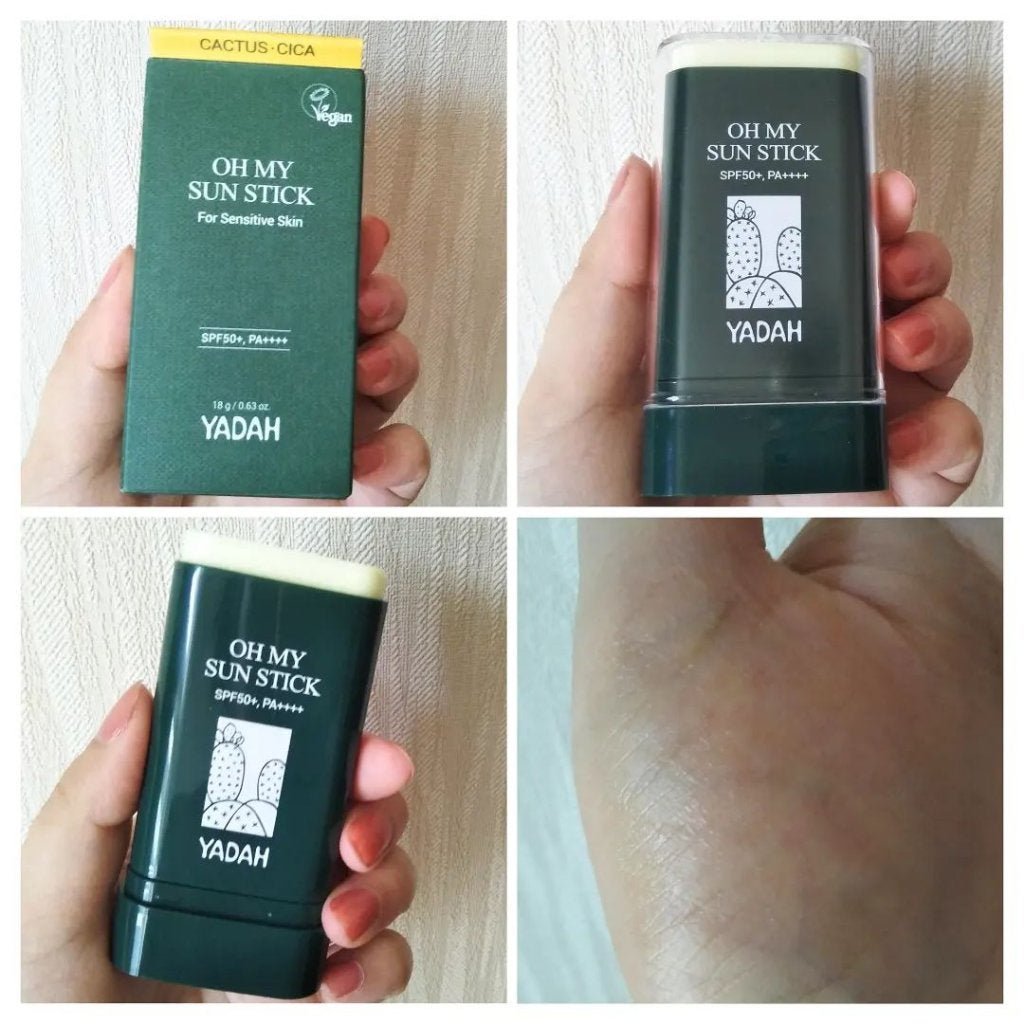 CACTUS·CICA
Vegan
OH MY
SUN STICK
For Sensitive Skin
SPF50+, PA++++
18 g / 0.63 oz.
YADAH
OH MY
SUN STICK
SPF50+, PA++++
YADAH
OH MY
SUN STICK
SPF50+, PA++++
YADAH